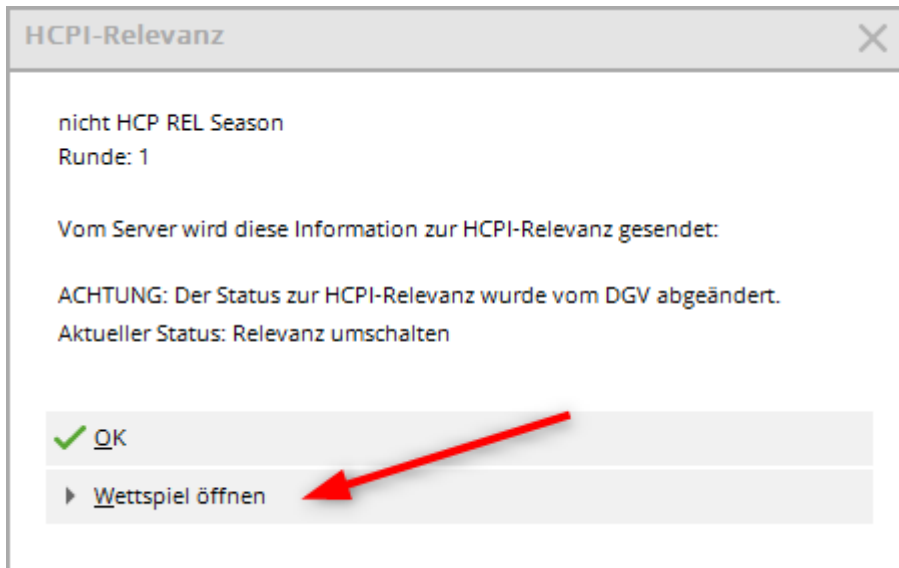 HCPI-Relevanz
nicht HCP REL Season
Runde: 1
Vom Server wird diese Information zur HCPI-Relevanz gesendet:
ACHTUNG: Der Status zur HCPI-Relevanz wurde vom DGV abgeändert.
Aktueller Status: Relevanz umschalten
OK
Wettspiel öffnen